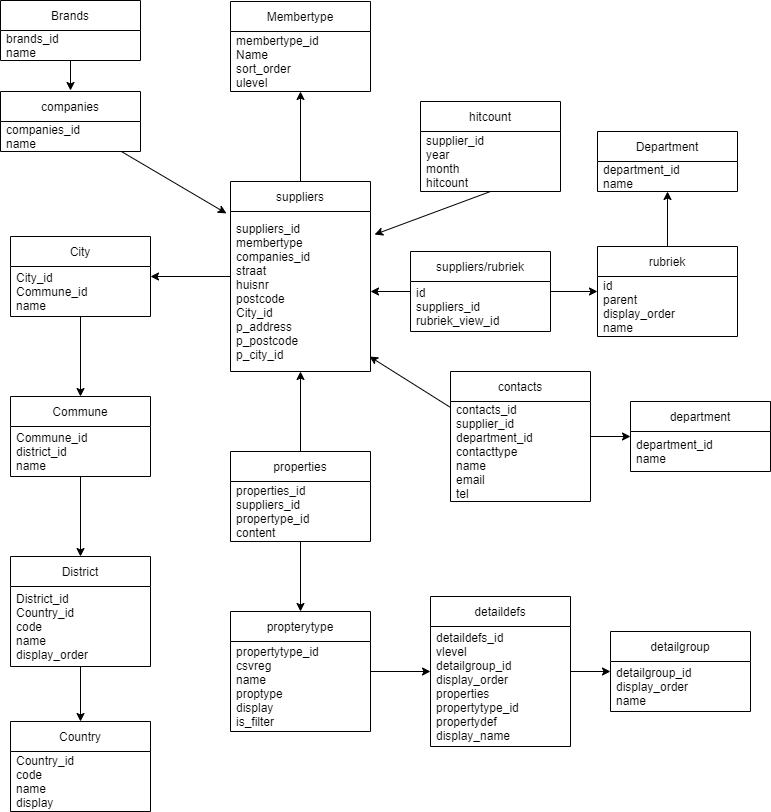 Brands
brands_id
name
companies
companies_id
name
Membertype
membertype_id
Name
sort_order
ulevel
hitcount
supplier_id
year
month
hitcount
Department
department_id
name
suppliers
suppliers_id
membertype
companies_id
straat
huisnr
postcode
City_id
p_address
p_postcode
p_city_id
City
City_id
Commune_id
name
suppliers/rubriek
id
suppliers_id
rubriek_view_id
rubriek
id
parent
display_order
name
contacts
contacts_id
supplier_id
department_id
contacttype
name
email
tel
department
department_id
name
Commune
Commune_id
district_id
name
properties
properties_id
suppliers_id
propertype_id
content
District
District_id
Country_id
code
name
display_order
propterytype
propertytype_id
csvreg
name
proptype
display
is_filter
detaildefs
detaildefs_id
vlevel
detailgroup_id
display_order
properties
propertytype_id
propertydef
display_name
detailgroup
detailgroup_id
display_order
name
Country
Country_id
code
name
display